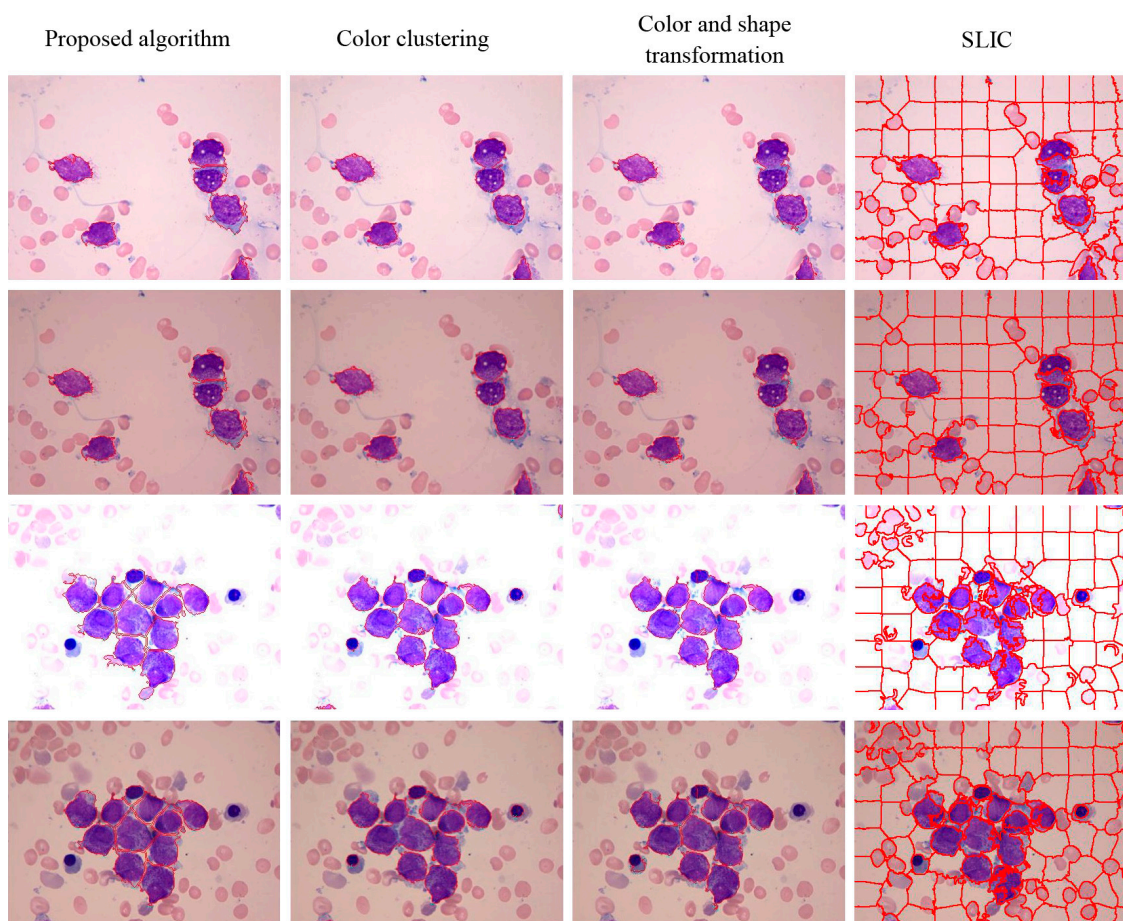 Proposed algorithm
Color clustering
Color and shape
transformation
SLIC